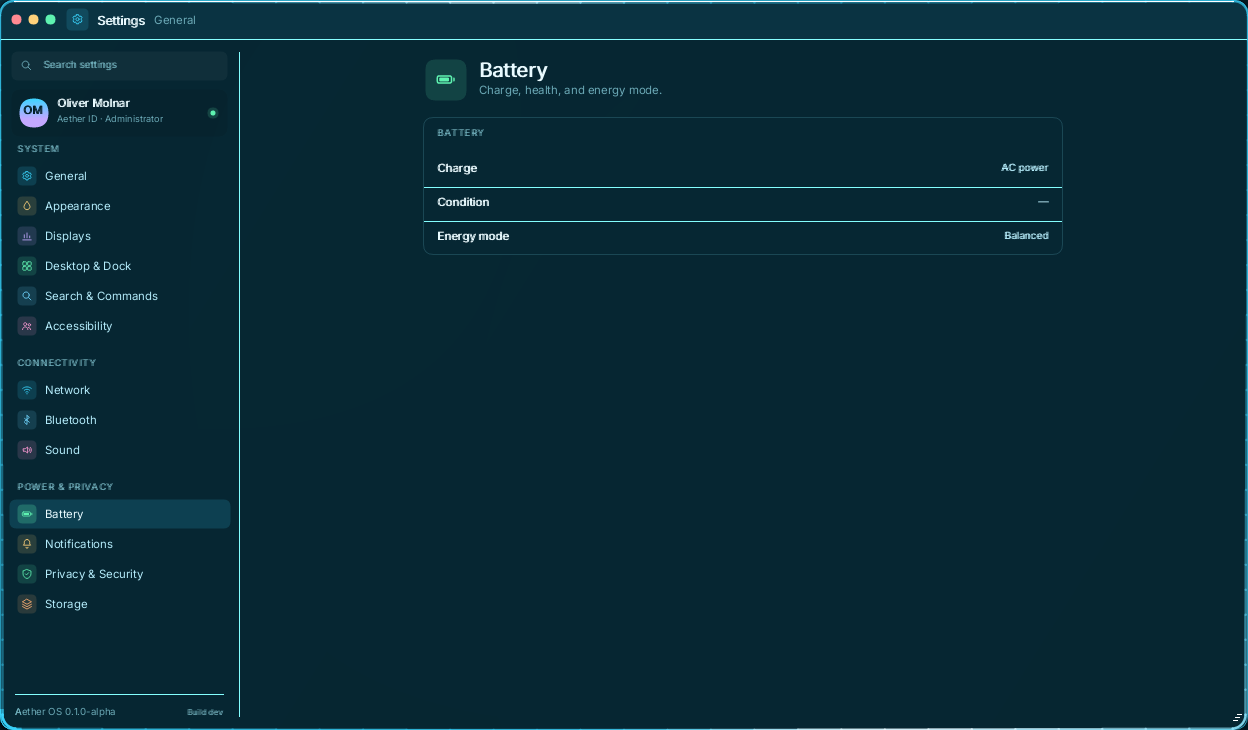 Settings General
Search settings
OM
Oliver Molnar
Aether ID · Administrator
SYSTEM
General
Appearance
Displays
Desktop & Dock
Search & Commands
Accessibility
CONNECTIVITY
Network
Bluetooth
Sound
POWER & PRIVACY
Battery
Notifications
Privacy & Security
Storage
Aether OS 0.1.0-alpha
Build dev
Battery
Charge, health, and energy mode.
BATTERY
Charge AC power
Condition —
Energy mode Balanced